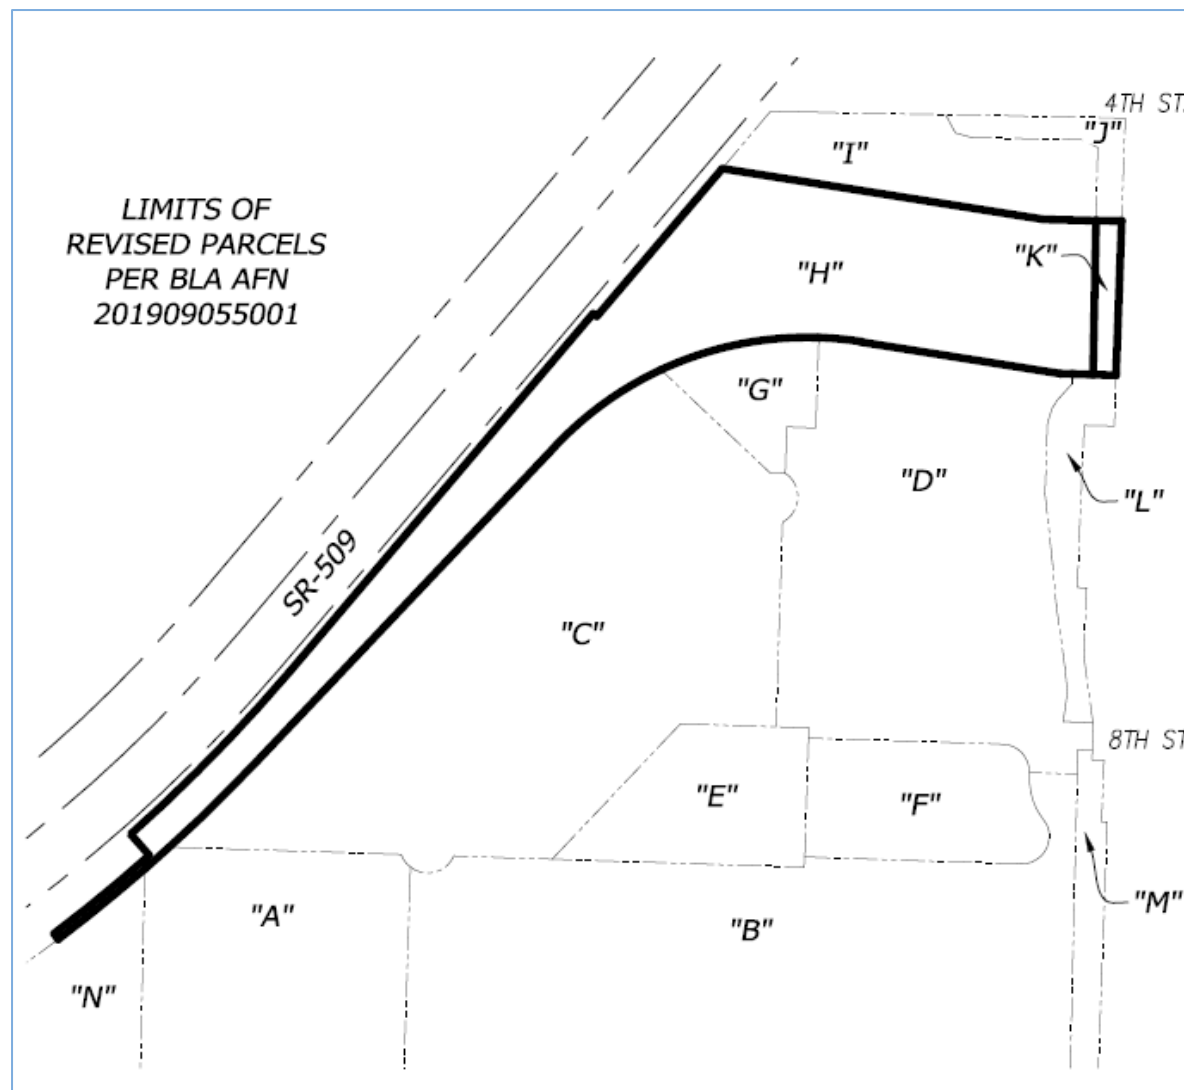 4TH ST
"J"
"I"
LIMITS OF
REVISED PARCELS
PER BLA AFN
201909055001
"K"
"H"
"G"
"D"
"L"
SR-509
"C"
8TH ST
"E"
"F"
"M"
"A"
"B"
"N"